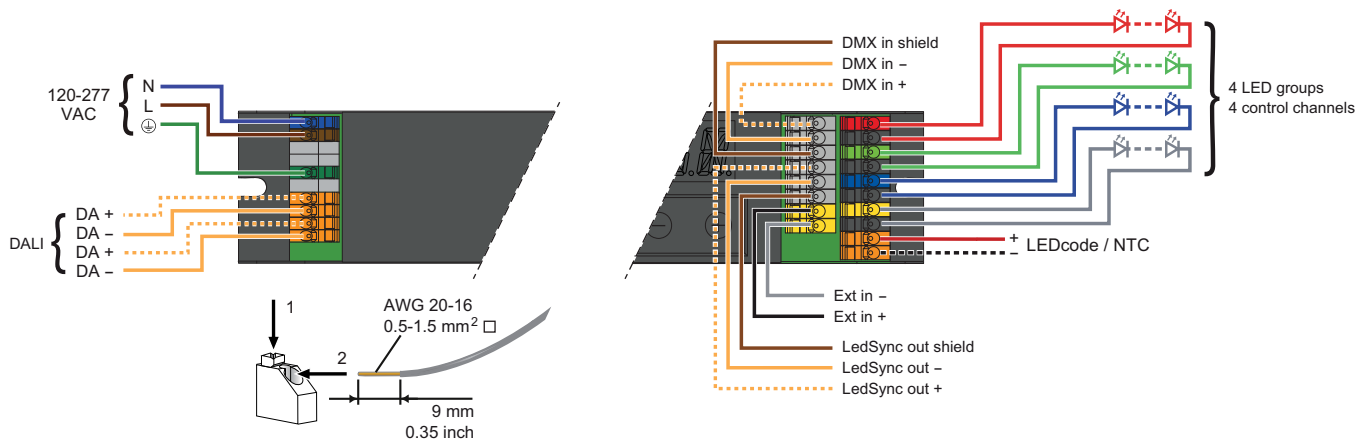 120-277
VAC
N
L
DALI
DA +
DA –
DA +
DA –
1
2
AWG 20-16
0.5-1.5 mm² □
9 mm
0.35 inch
DMX in shield
DMX in –
DMX in +
4 LED groups
4 control channels
+
–
LEDcode / NTC
Ext in –
Ext in +
LedSync out shield
LedSync out –
LedSync out +